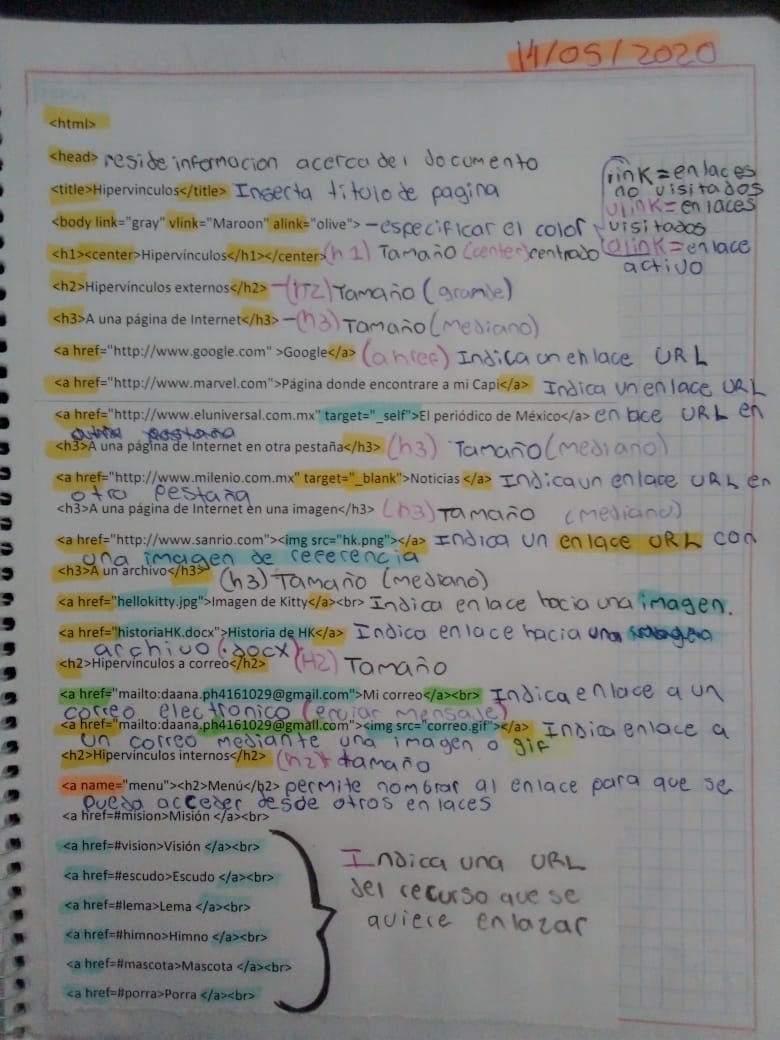 14/05/2020
<html>
<head> reside informacion acerca del documento
<title>Hipervinculos</title> Inserta titulo de pagina
<body link="gray" vlink="Maroon" alink="olive"> -especificar el color
link=enlaces
no visitados
vlink=enlaces
visitados
alink=enlace
activo
<h1><center>Hipervinculos</h1></center> (h1) Tamaño (center) centrado
<h2>Hipervinculos externos</h2> -(H2) Tamaño (grande)
<h3>A una página de Internet</h3> -(h3) Tamaño (mediano)
<a href="http://www.google.com" >Google</a> (a href) Indica un enlace URL
<a href="http://www.marvel.com">Página donde encontrare a mi Capi</a> Indica un enlace URL
<a href="http://www.eluniversal.com.mx" target="_self">El periódico de México</a> enlace URL en
<h3>A una página de Internet en otra pestaña</h3> (h3) Tamaño (mediano)
<a href="http://www.milenio.com.mx" target="_blank">Noticias </a> Indica un enlace URL en
otro pestaña
<h3>A una página de Internet en una imagen</h3> (h3) Tamaño (mediano)
<a href="http://www.sanrio.com"><img src="hk.png"></a> Indica un enlace URL con
una imagen de referencia
<h3>A un archivo</h3> (h3) Tamaño (mediano)
<a href="hellokitty.jpg">Imagen de Kitty</a><br> Indica enlace hacia una imagen.
<a href="historiaHK.docx">Historia de HK</a> Indica enlace hacia una
archivo (.docx)
<h2>Hipervinculos a correo</h2> (H2) Tamaño
<a href="mailto:daana.ph4161029@gmail.com">Mi correo</a><br> Indica enlace a un
correo electronico (enviar mensaje)
<a href="mailto:daana.ph4161029@gmail.com"><img src="correo.gif"></a> Indica enlace a
un correo mediante una imagen o gif
<h2>Hipervinculos internos</h2> (h2) tamaño
<a name="menu"><h2>Menú</h2> permite nombrar al enlace para que se
pueda acceder desde otros enlaces
<a href=#mision>Misión </a><br>
<a href=#vision>Visión </a><br>
<a href=#escudo>Escudo </a><br>
<a href=#lema>Lema </a><br>
<a href=#himno>Himno </a><br>
<a href=#mascota>Mascota </a><br>
<a href=#porra>Porra </a><br>
Indica una URL
del recurso que se
quiere enlazar